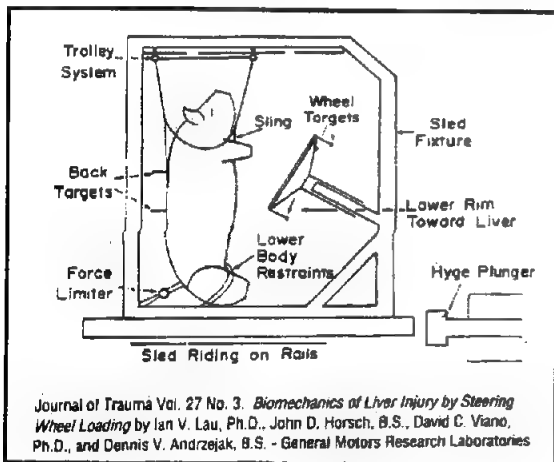 Trolley
System
Sling
Wheel
Targets
Sled
Fixture
Back
Targets
Lower Rim
Toward Liver
Lower
Body
Restraints
Force
Limiter
Hyge Plunger
Sled Riding on Rails
Journal of Trauma Vol. 27 No. 3. Biomechanics of Liver Injury by Steering
Wheel Loading by Ian V. Lau, Ph.D., John D. Horsch, B.S., David C. Viano,
Ph.D., and Dennis V. Andrzejak, B.S. - General Motors Research Laboratories